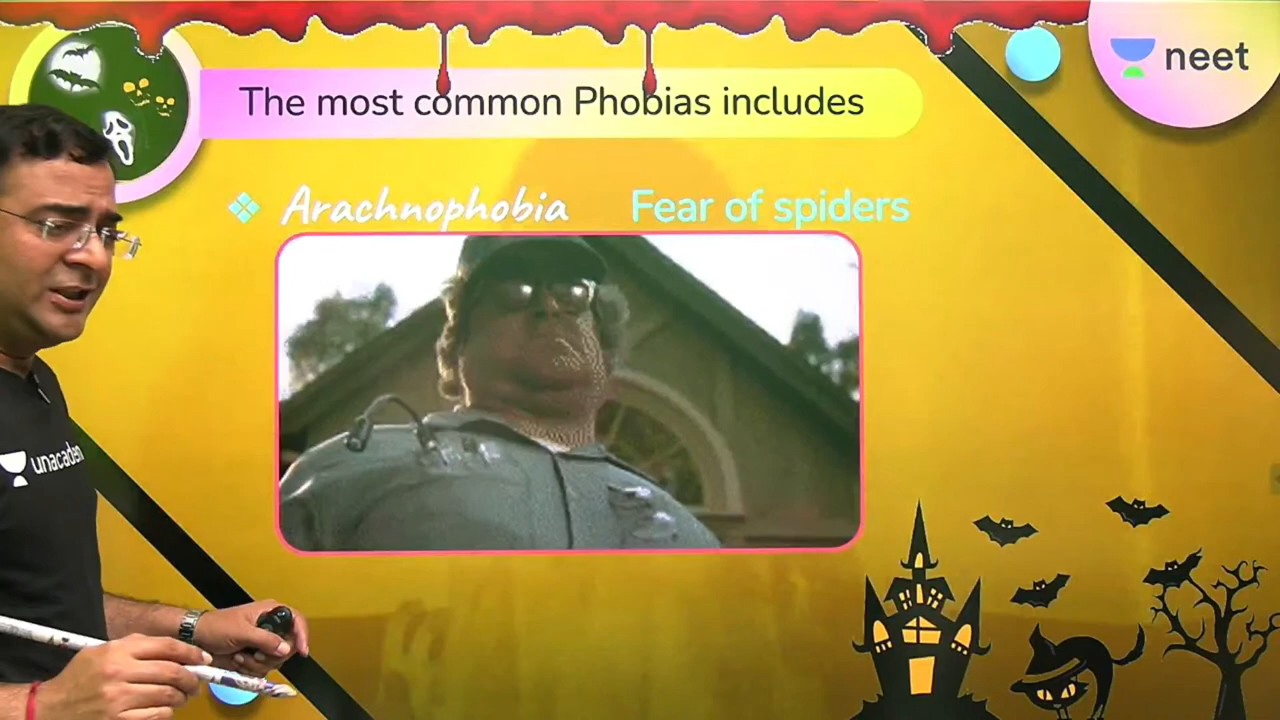 The most common Phobias includes
neet
Arachnophobia Fear of spiders
unacadem